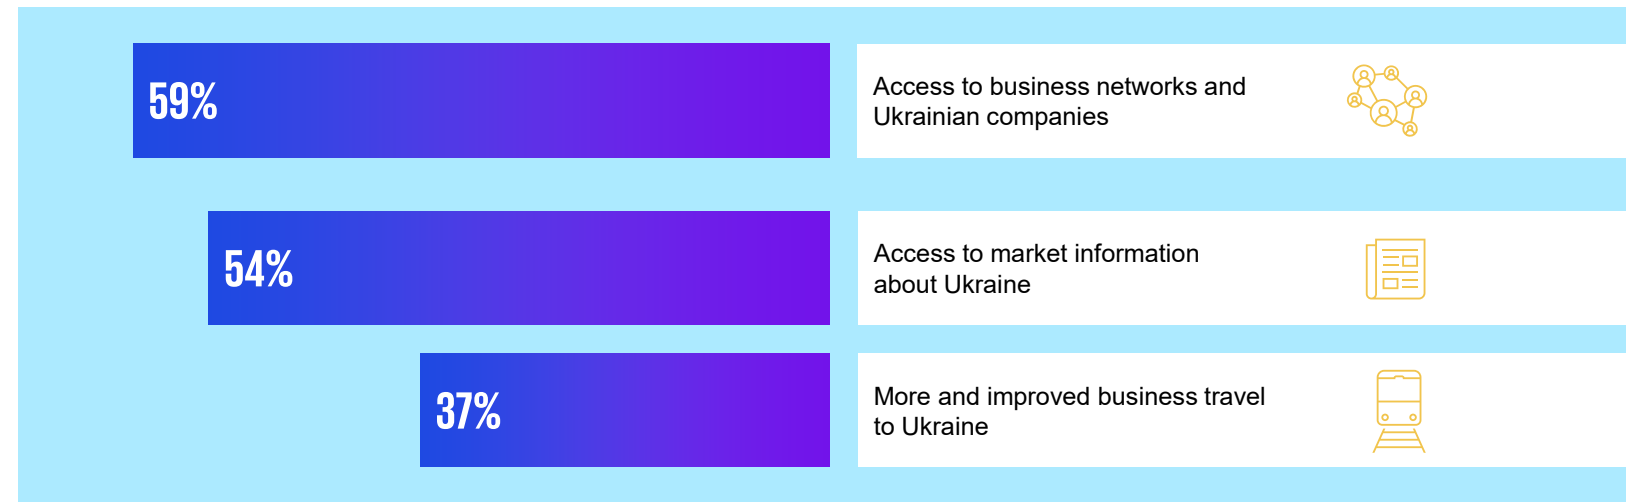 59%
Access to business networks and
Ukrainian companies
54%
Access to market information
about Ukraine
37%
More and improved business travel
to Ukraine